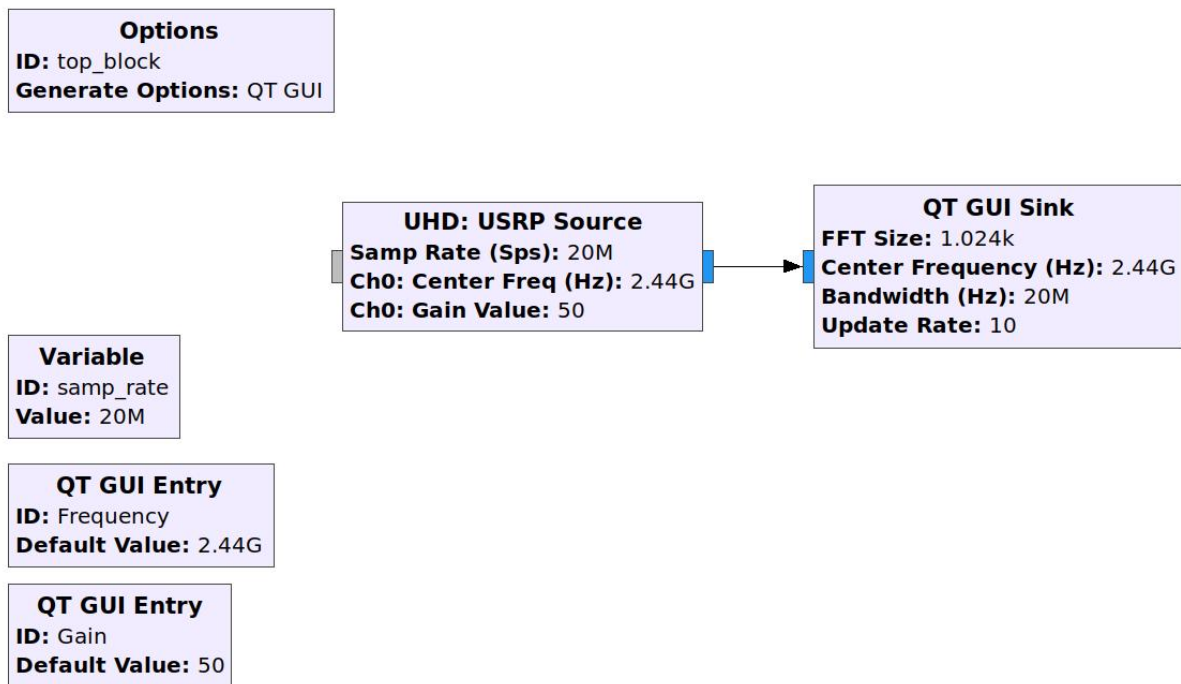 Options
ID: top_block
Generate Options: QT GUI
UHD: USRP Source
Samp Rate (Sps): 20M
Ch0: Center Freq (Hz): 2.44G
Ch0: Gain Value: 50
QT GUI Sink
FFT Size: 1.024k
Center Frequency (Hz): 2.44G
Bandwidth (Hz): 20M
Update Rate: 10
Variable
ID: samp_rate
Value: 20M
QT GUI Entry
ID: Frequency
Default Value: 2.44G
QT GUI Entry
ID: Gain
Default Value: 50